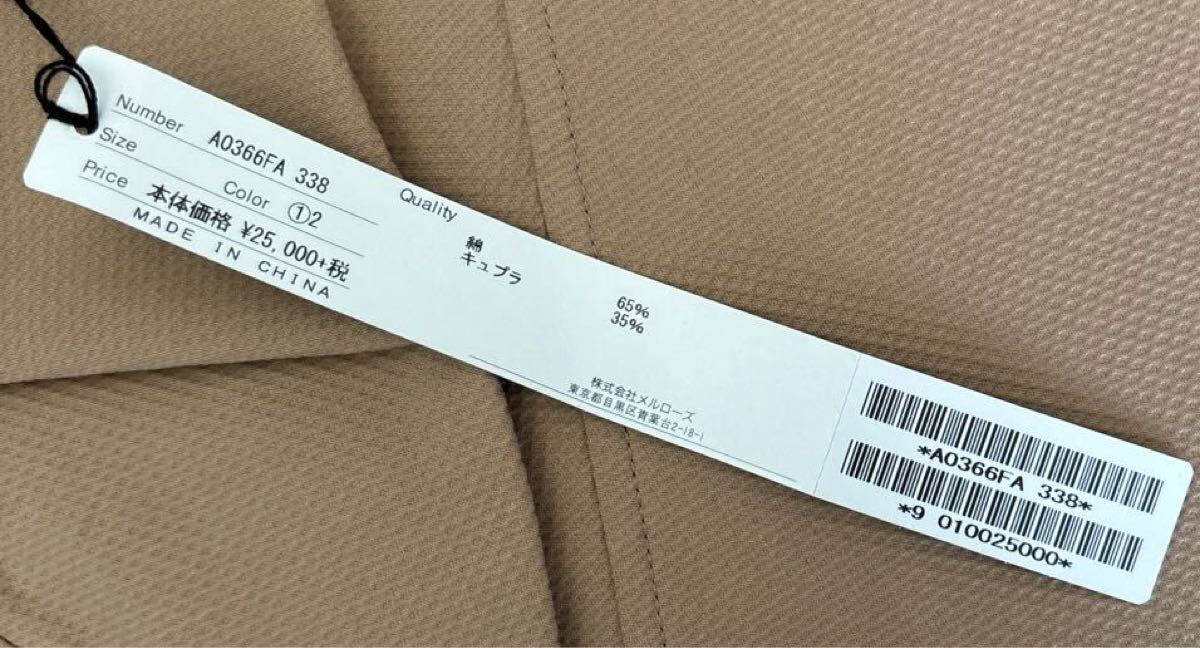 Number A0366FA 338
Size Color ①2
Price 本体価格 ¥25,000+税
MADE IN CHINA
Quality
綿 65%
キュプラ 35%
株式会社メルローズ
東京都目黒区青葉台2-18-1
*A0366FA 338*
*9 010025000*